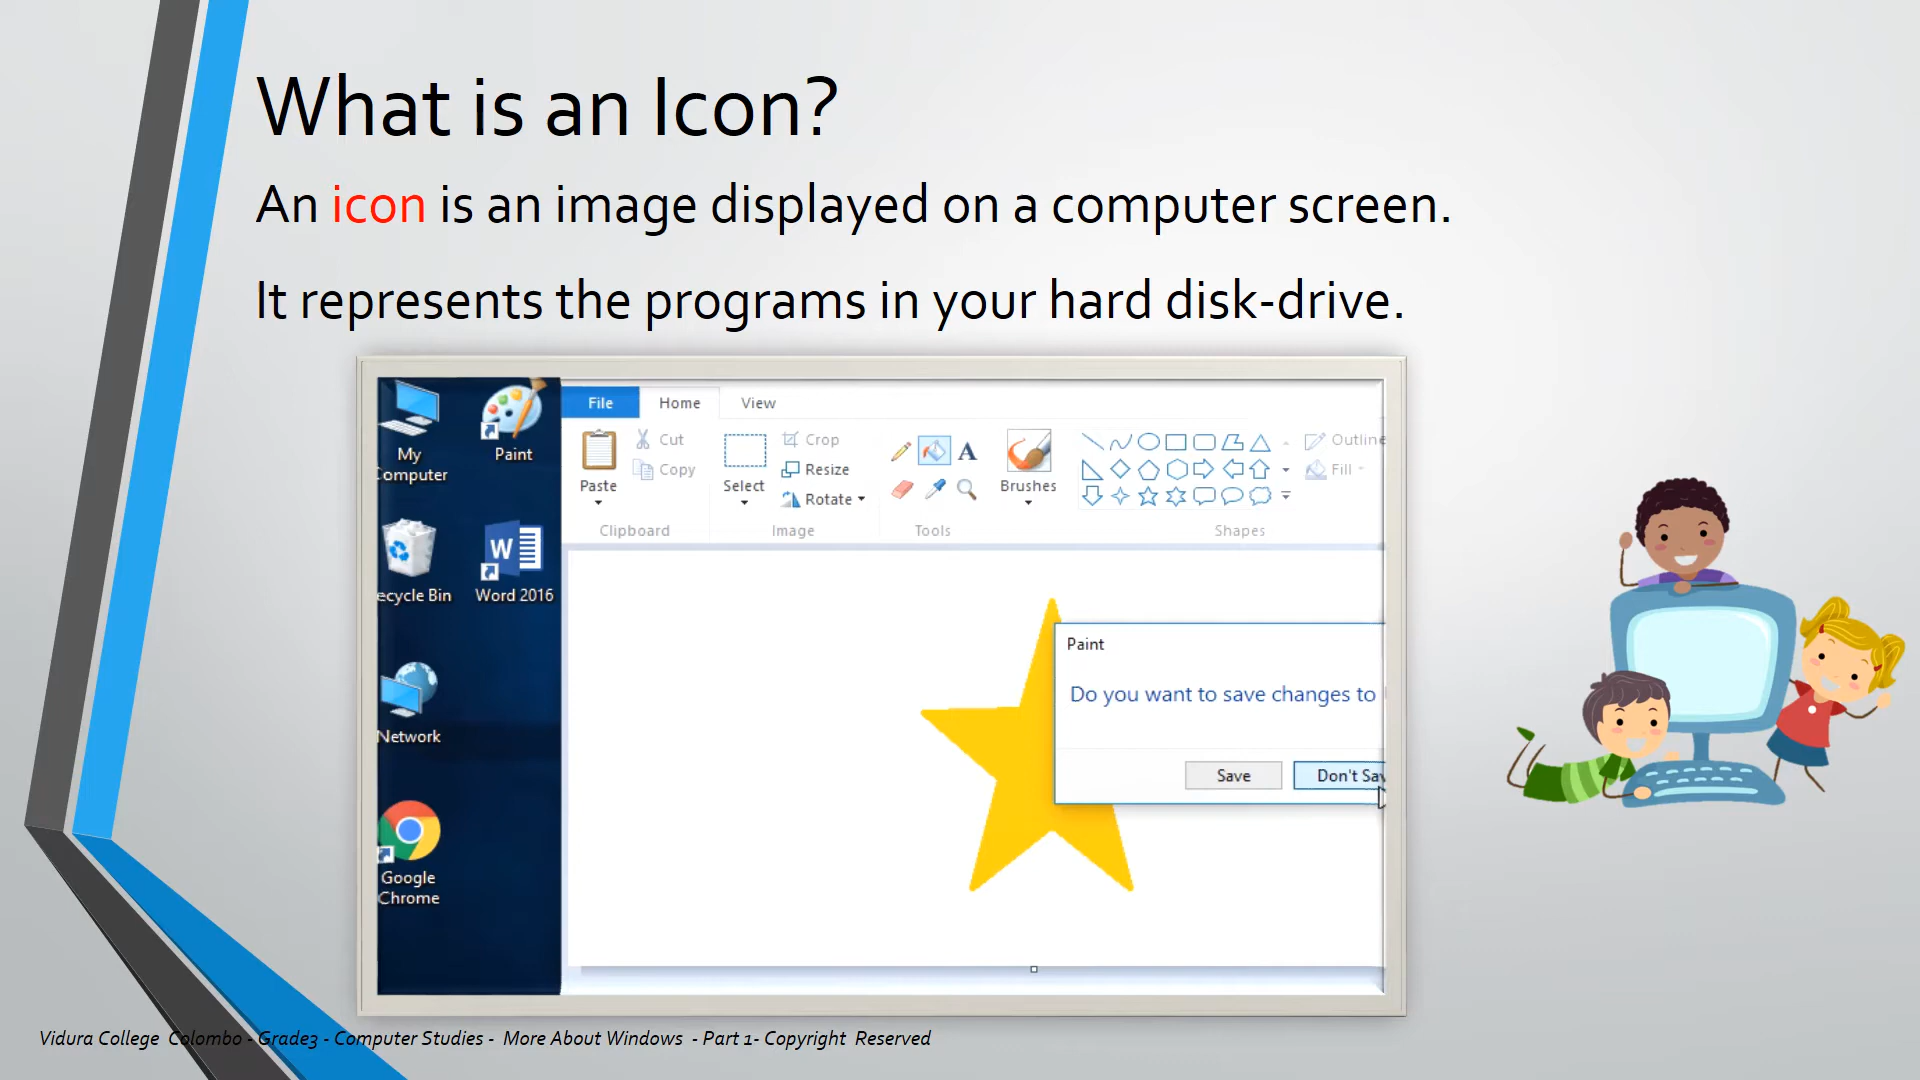 What is an Icon?
An icon is an image displayed on a computer screen.
It represents the programs in your hard disk-drive.
My
Computer
Paint
ecycle Bin
Word 2016
Network
Google
Chrome
File Home View
Paste
Cut
Copy
Clipboard
Select
Crop
Resize
Rotate
Image
A
Tools
Brushes
Shapes
Outline
Fill
Paint
Do you want to save changes to
Save Don't Sav
Vidura College Colombo - Grade3 - Computer Studies - More About Windows - Part 1- Copyright Reserved